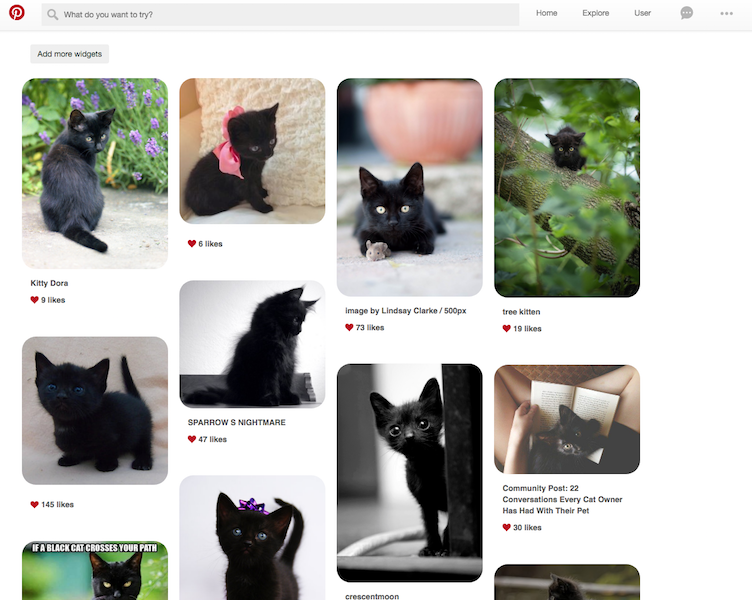 What do you want to try?
Home
Explore
User
Add more widgets
Kitty Dora
9 likes
145 likes
IF A BLACK CAT CROSSES YOUR PATH
6 likes
SPARROW S NIGHTMARE
47 likes
image by Lindsay Clarke / 500px
73 likes
crescentmoon
tree kitten
19 likes
Community Post: 22
Conversations Every Cat Owner
Has Had With Their Pet
30 likes